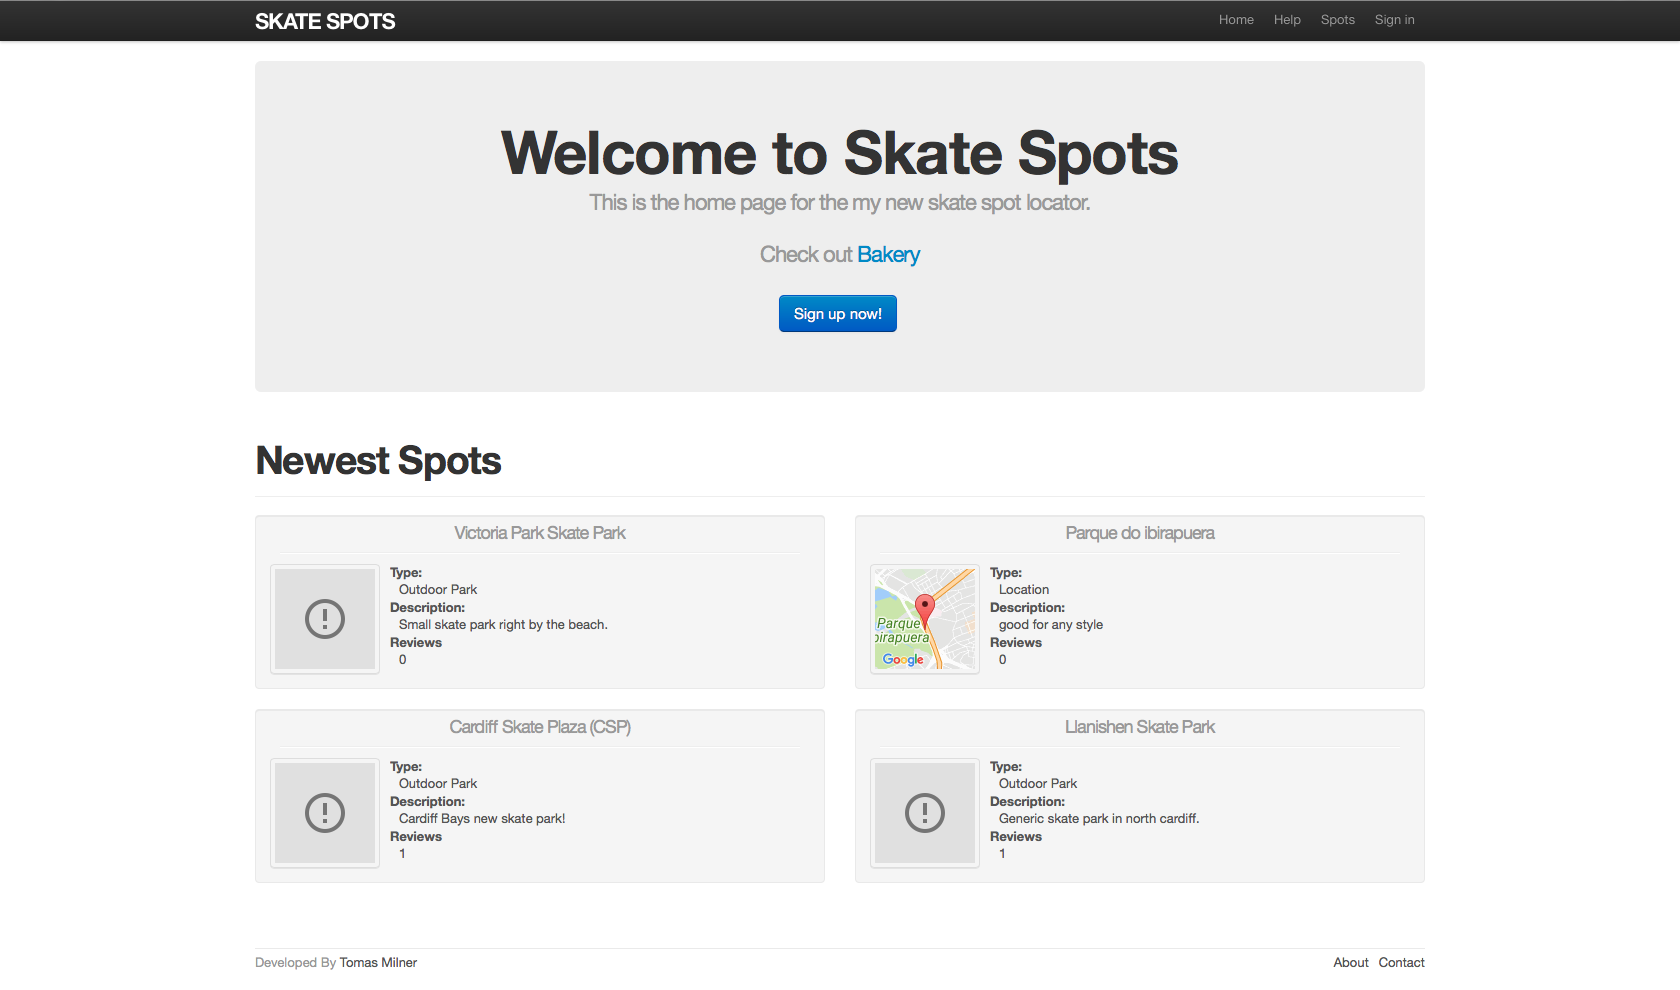 SKATE SPOTS
Home Help Spots Sign in
Welcome to Skate Spots
This is the home page for the my new skate spot locator.
Check out Bakery
Sign up now!
Newest Spots
Victoria Park Skate Park
Type:
Outdoor Park
Description:
Small skate park right by the beach.
Reviews
0
Parque do ibirapuera
Parque
birapuera
Google
Type:
Location
Description:
good for any style
Reviews
0
Cardiff Skate Plaza (CSP)
Type:
Outdoor Park
Description:
Cardiff Bays new skate park!
Reviews
1
Llanishen Skate Park
Type:
Outdoor Park
Description:
Generic skate park in north cardiff.
Reviews
1
Developed By Tomas Milner
About Contact